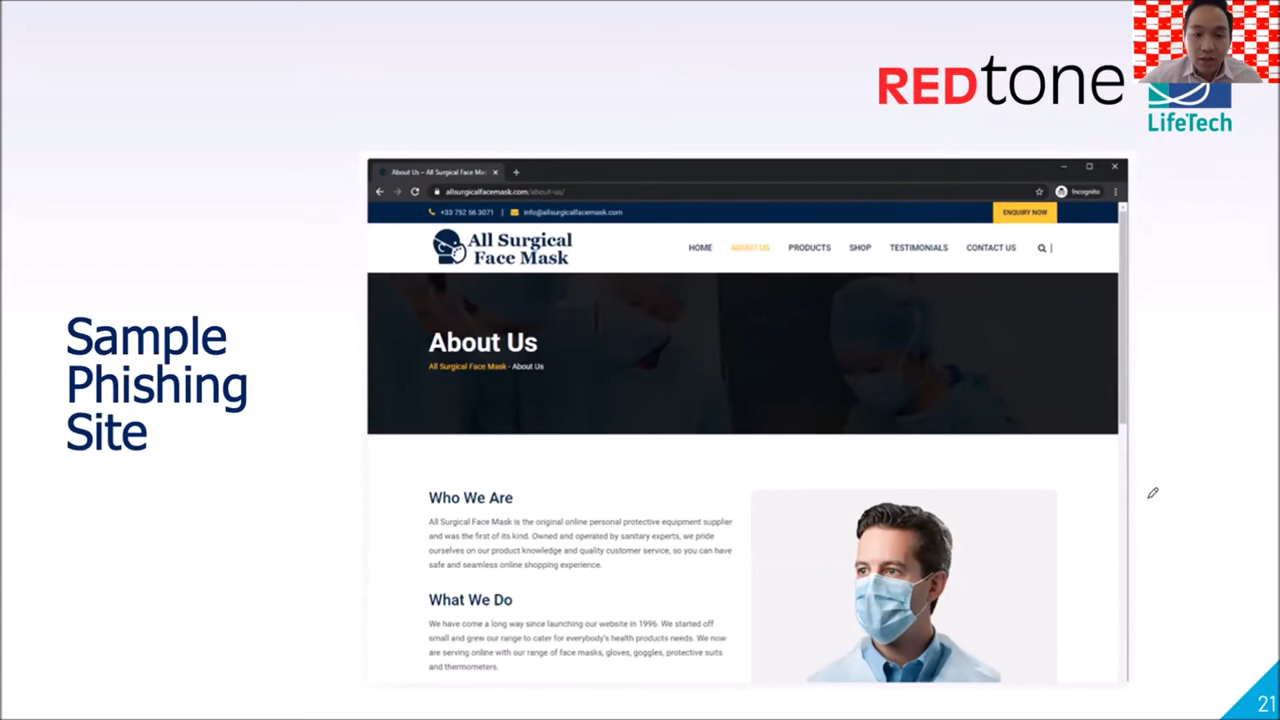 REDtone
LifeTech
Sample
Phishing
Site
About Us – All Surgical Face Mas
allsurgicalfacemask.com/about-us/
Incognito
+33 752 56 3071 | info@allsurgicalfacemask.com
ENQUIRY NOW
All Surgical
Face Mask
HOME ABOUT US PRODUCTS SHOP TESTIMONIALS CONTACT US
About Us
All Surgical Face Mask - About Us
Who We Are
All Surgical Face Mask is the original online personal protective equipment supplier
and was the first of its kind. Owned and operated by sanitary experts, we pride
ourselves on our product knowledge and quality customer service, so you can have
safe and seamless online shopping experience.
What We Do
We have come a long way since launching our website in 1996. We started off
small and grew our range to cater for everybody's health products needs. We now
are serving online with our range of face masks, gloves, goggles, protective suits
and thermometers.
21